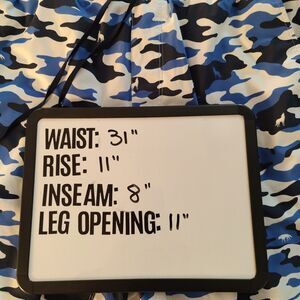 WAIST: 31"
RISE: 11"
INSEAM: 8"
LEG OPENING: 11"